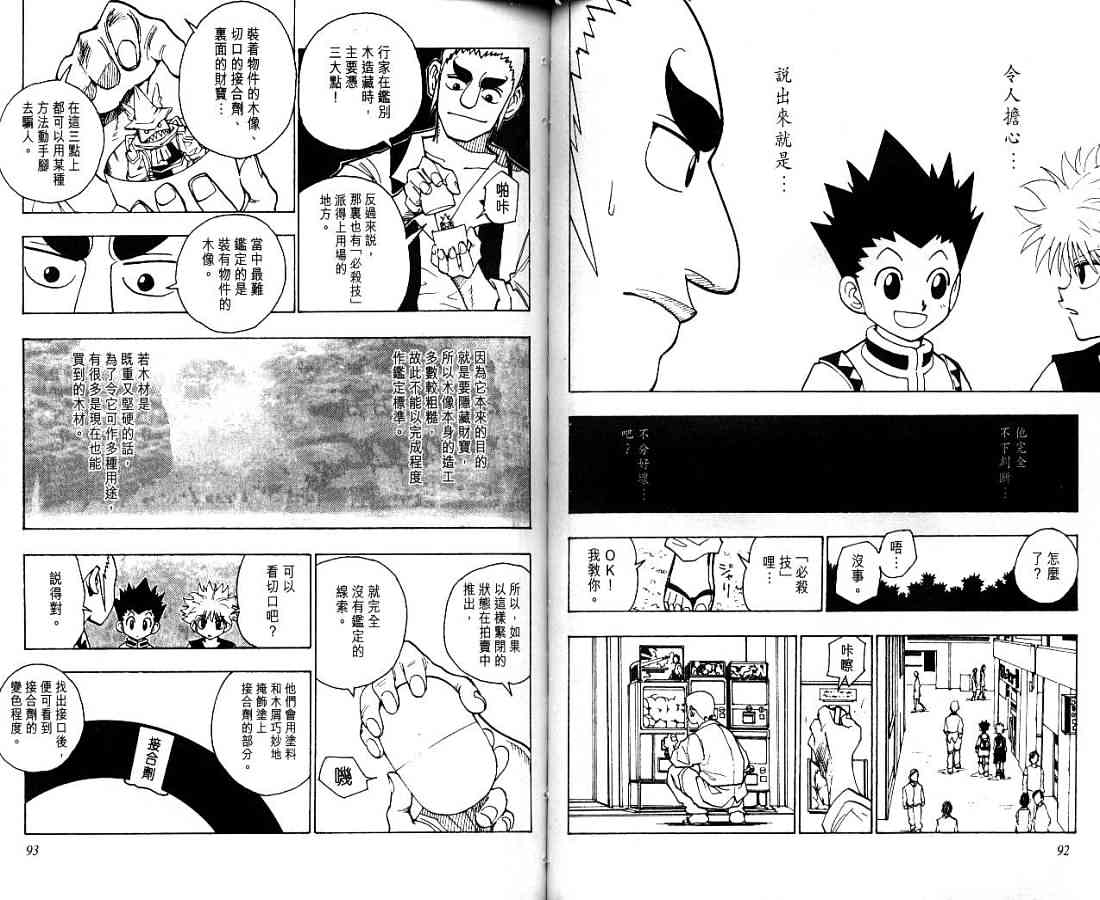 令人擔心…
說出來就是…
他完全
不下判斷…
不分好壞…
吧？
怎麼
了？
唔…
沒事。
「必殺
技」
哩…
OK！
我教你。
咔嚓
92
行家在鑑別
木造藏時，
主要憑
三大點！
啪咔
反過來說，
那裏也有「必殺技」
派得上用場的
地方。
裝着物件的木像、
切口的接合劑、
裏面的財寶…
在這三點上
都可以用某種
方法動手腳
去騙人。
當中最難
鑑定的是
裝有物件的
木像。
因為它本來的目的
就是要隱藏財寶，
所以木像本身的造工
多數較粗糙，
故此不能以完成程度
作鑑定標準。
若木材是
既重又堅硬的話，
為了令它可作多種用途，
有很多是現在也能
買到的木材。
所以，如果
以這樣緊閉的
狀態在拍賣中
推出，
就完全
沒有鑑定的
線索。
嘰
可以
看切口吧？
説得對。
他們會用塗料
和木屑巧妙地
掩飾塗上
接合劑的部分。
接合劑
找出接口後，
便可看到
接合劑的
變色程度。
93